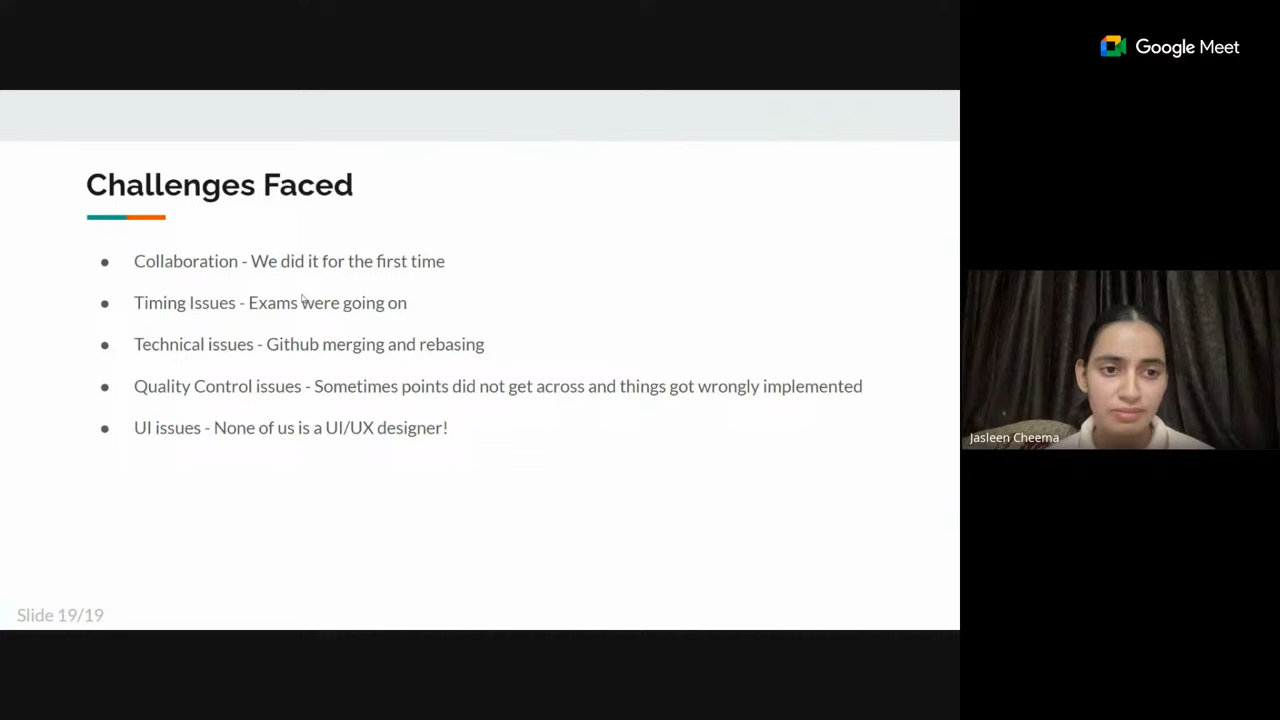 Google Meet
Challenges Faced
Collaboration - We did it for the first time
Timing Issues - Exams were going on
Technical issues - Github merging and rebasing
Quality Control issues - Sometimes points did not get across and things got wrongly implemented
UI issues - None of us is a UI/UX designer!
Jasleen Cheema
Slide 19/19